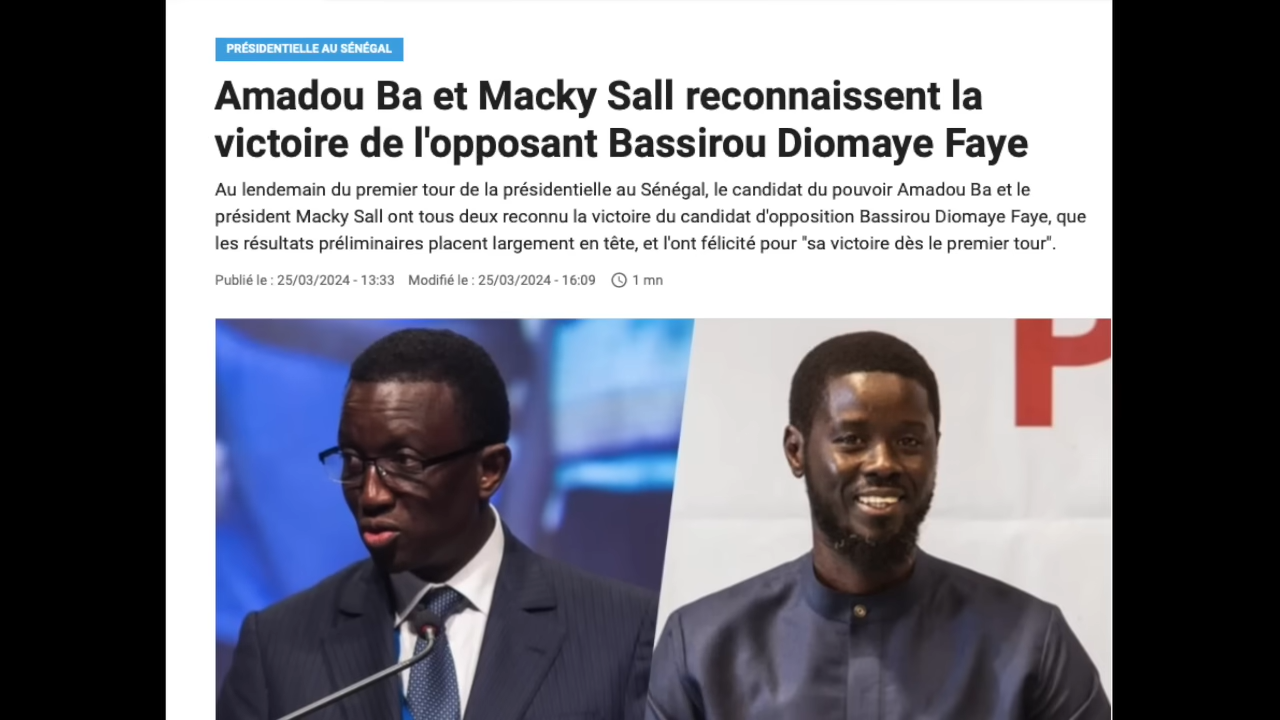 PRÉSIDENTIELLE AU SÉNÉGAL
Amadou Ba et Macky Sall reconnaissent la
victoire de l'opposant Bassirou Diomaye Faye
Au lendemain du premier tour de la présidentielle au Sénégal, le candidat du pouvoir Amadou Ba et le
président Macky Sall ont tous deux reconnu la victoire du candidat d'opposition Bassirou Diomaye Faye, que
les résultats préliminaires placent largement en tête, et l'ont félicité pour "sa victoire dès le premier tour".
Publié le : 25/03/2024 - 13:33 Modifié le : 25/03/2024 - 16:09 1 mn
P